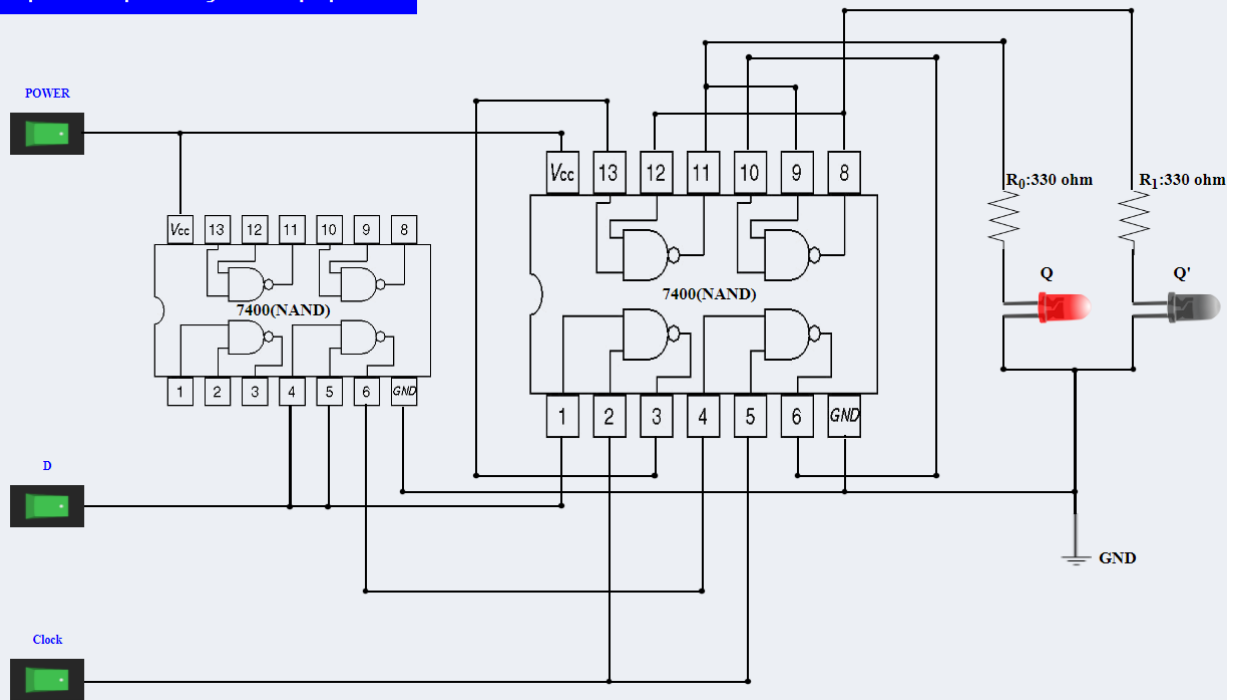 POWER
Vcc 13 12 11 10 9 8
R0:330 ohm R1:330 ohm
Vcc 13 12 11 10 9 8
Q Q'
7400(NAND)
7400(NAND)
1 2 3 4 5 6 GND
1 2 3 4 5 6 GND
D
GND
Clock